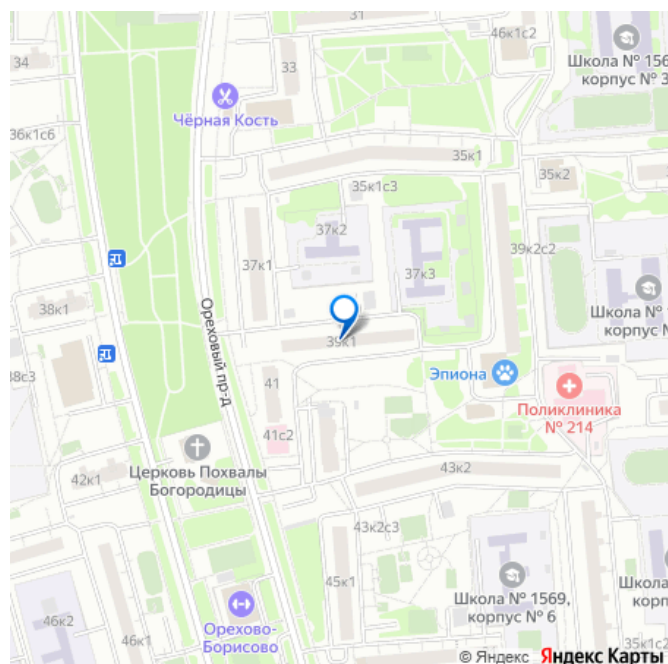 31
46к1с2
34
33
Школа № 156
корпус № 3
Чёрная Кость
36к1с6
35к1
35к2
35к1с3
37к2
39к2с2
37к1
37к3
Школа №
корпус №
38к1
Ореховый пр-д
39к1
38с3
41
Эпиона
Поликлиника
№ 214
41с2
Церковь Похвалы
Богородицы
43к2
42к1
43к2с3
45к1
Школа № 1569,
корпус № 6
Школа
корп
46к2
46к1
Орехово-
Борисово
35к1с2
© Яндекс Яндекс Карты